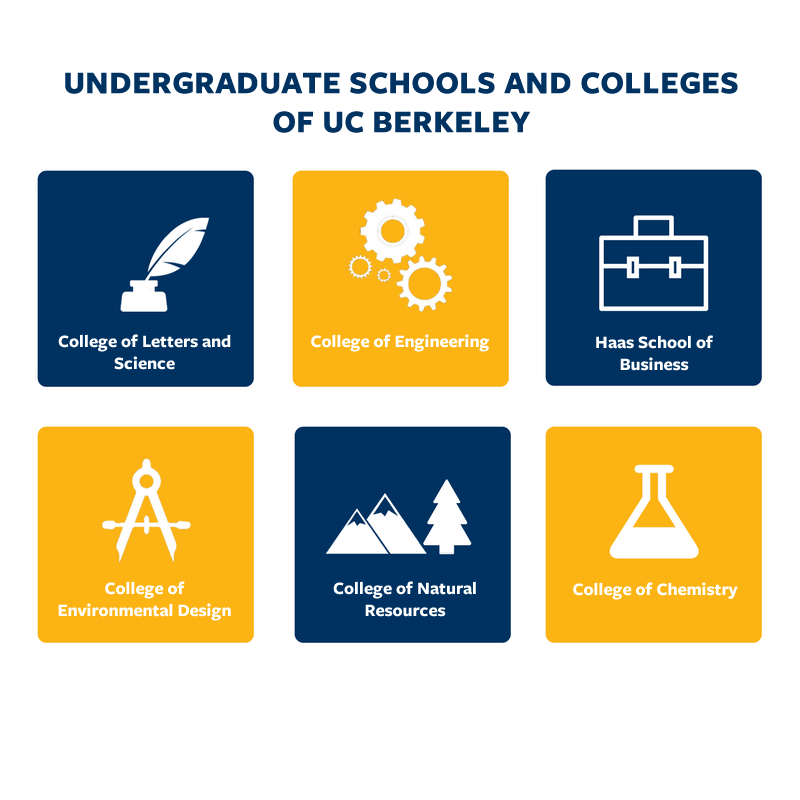 UNDERGRADUATE SCHOOLS AND COLLEGES
OF UC BERKELEY
College of Letters and
Science
College of Engineering
Haas School of
Business
College of
Environmental Design
College of Natural
Resources
College of Chemistry